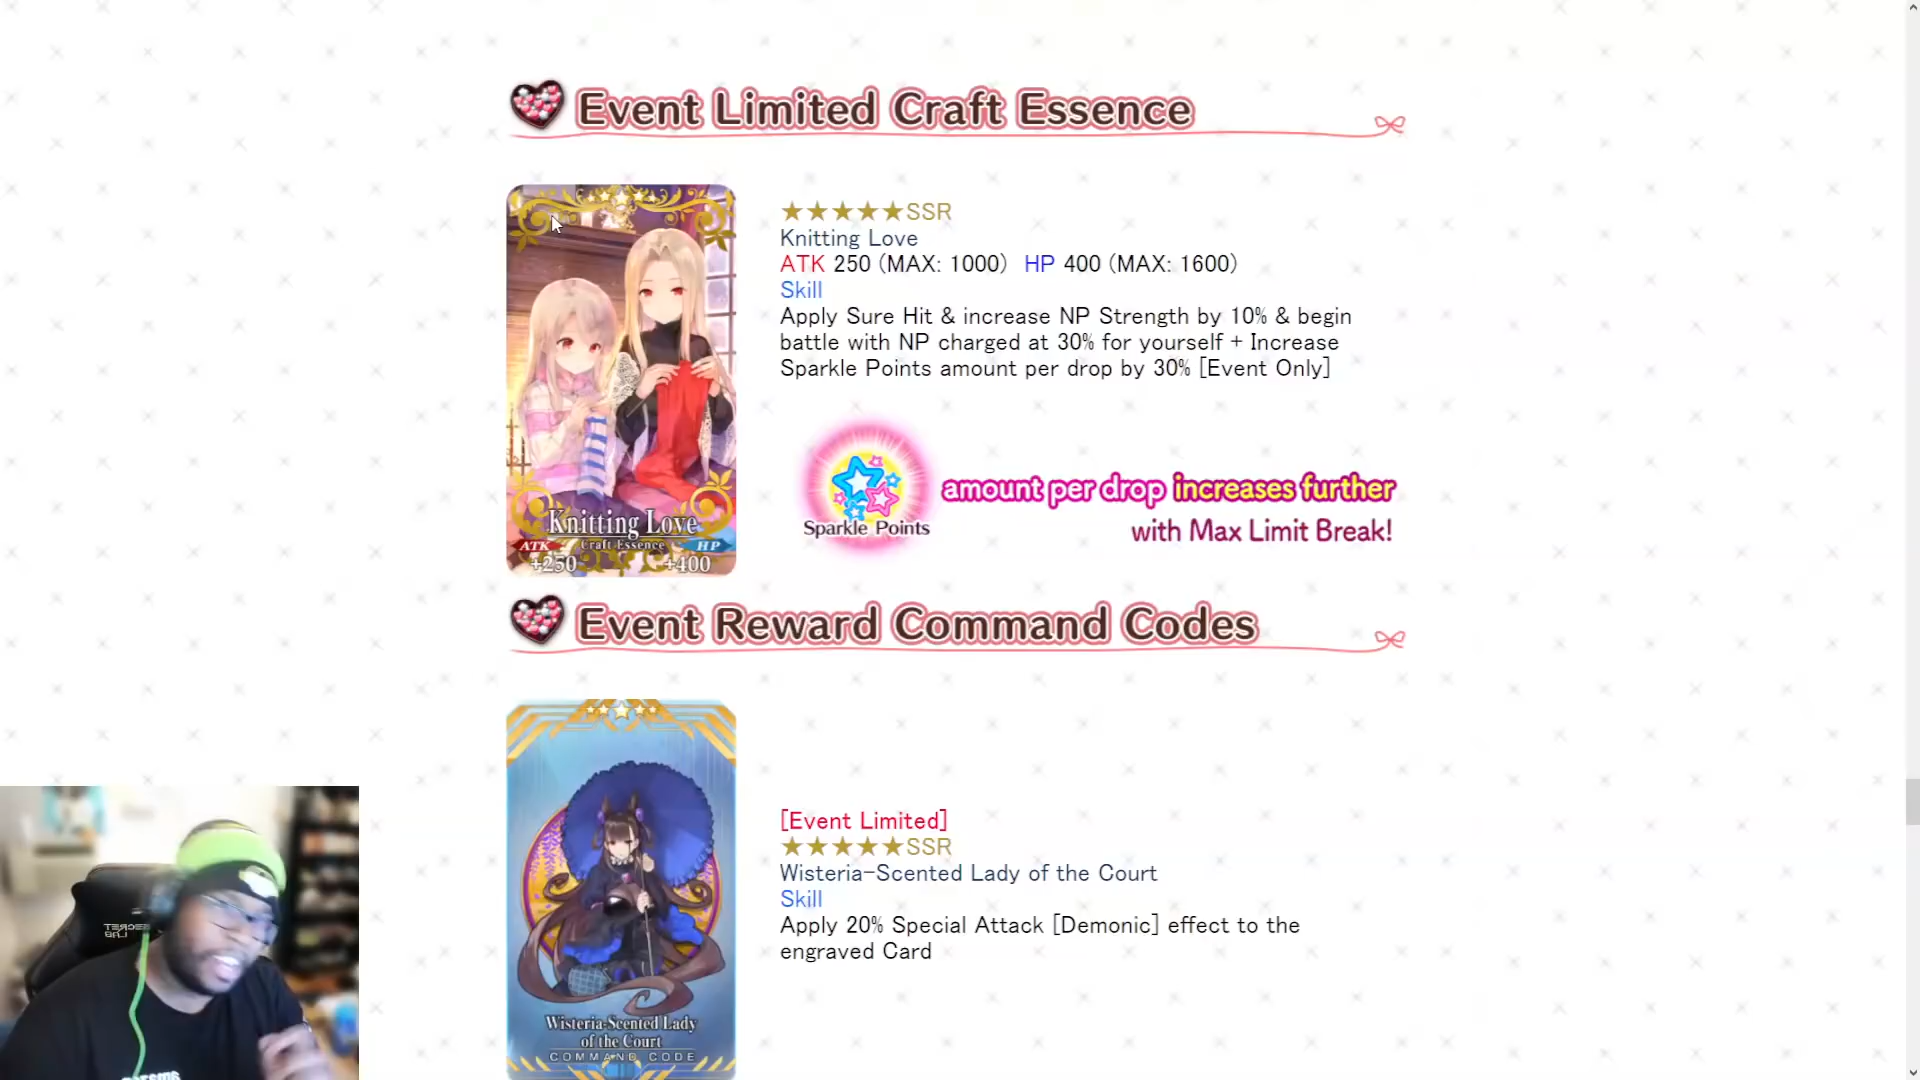 Event Limited Craft Essence
★★★★★SSR
Knitting Love
ATK 250 (MAX: 1000) HP 400 (MAX: 1600)
Skill
Apply Sure Hit & increase NP Strength by 10% & begin
battle with NP charged at 30% for yourself + Increase
Sparkle Points amount per drop by 30% [Event Only]
Sparkle Points
amount per drop increases further
with Max Limit Break!
Knitting Love
ATK Craft Essence HP
+250 +400
Event Reward Command Codes
[Event Limited]
★★★★★SSR
Wisteria-Scented Lady of the Court
Skill
Apply 20% Special Attack [Demonic] effect to the
engraved Card
Wisteria-Scented Lady
of the Court
COMMAND CODE
SECRET
LAB